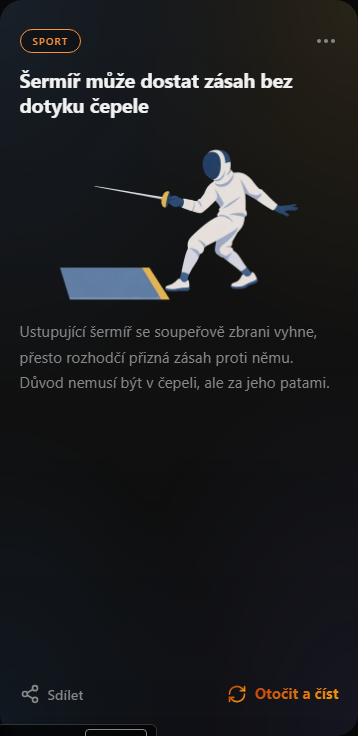 SPORT
Šermíř může dostat zásah bez
dotyku čepele
Ustupující šermíř se soupeřově zbrani vyhne,
přesto rozhodčí přizná zásah proti němu.
Důvod nemusí být v čepeli, ale za jeho patami.
Sdílet
Otočit a číst